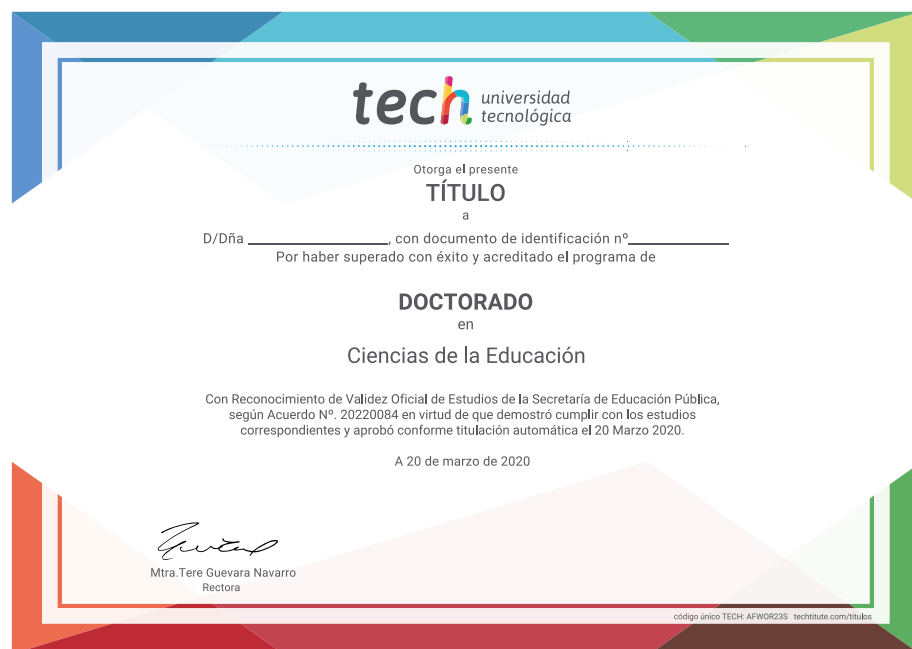 tech universidad
tecnológica
Otorga el presente
TÍTULO
a
D/Dña ________________, con documento de identificación nº____________
Por haber superado con éxito y acreditado el programa de
DOCTORADO
en
Ciencias de la Educación
Con Reconocimiento de Validez Oficial de Estudios de la Secretaría de Educación Pública,
según Acuerdo Nº. 20220084 en virtud de que demostró cumplir con los estudios
correspondientes y aprobó conforme titulación automática el 20 Marzo 2020.
A 20 de marzo de 2020
Mtra.Tere Guevara Navarro
Rectora
código único TECH: AFWOR23S techtitute.com/titulos